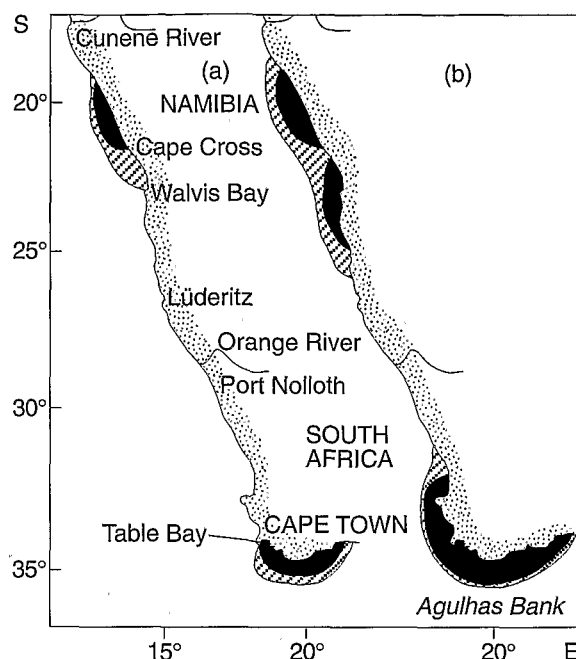 S
Cunene River
(a)
(b)
20°
NAMIBIA
Cape Cross
Walvis Bay
25°
Lüderitz
Orange River
Port Nolloth
30°
SOUTH
AFRICA
Table Bay
CAPE TOWN
35°
Agulhas Bank
15°
20°
20°
E